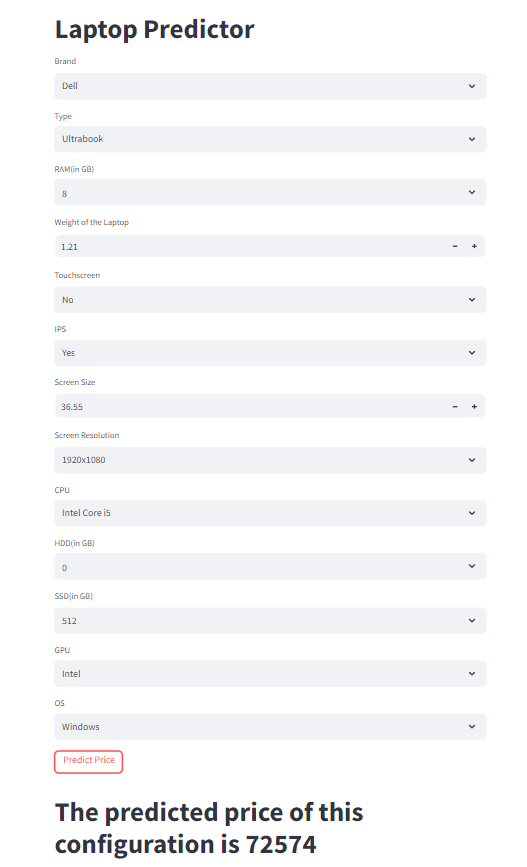 Laptop Predictor
Brand
Dell
Type
Ultrabook
RAM(in GB)
8
Weight of the Laptop
1.21
Touchscreen
No
IPS
Yes
Screen Size
36.55
Screen Resolution
1920x1080
CPU
Intel Core i5
HDD(in GB)
0
SSD(in GB)
512
GPU
Intel
OS
Windows
Predict Price
The predicted price of this
configuration is 72574